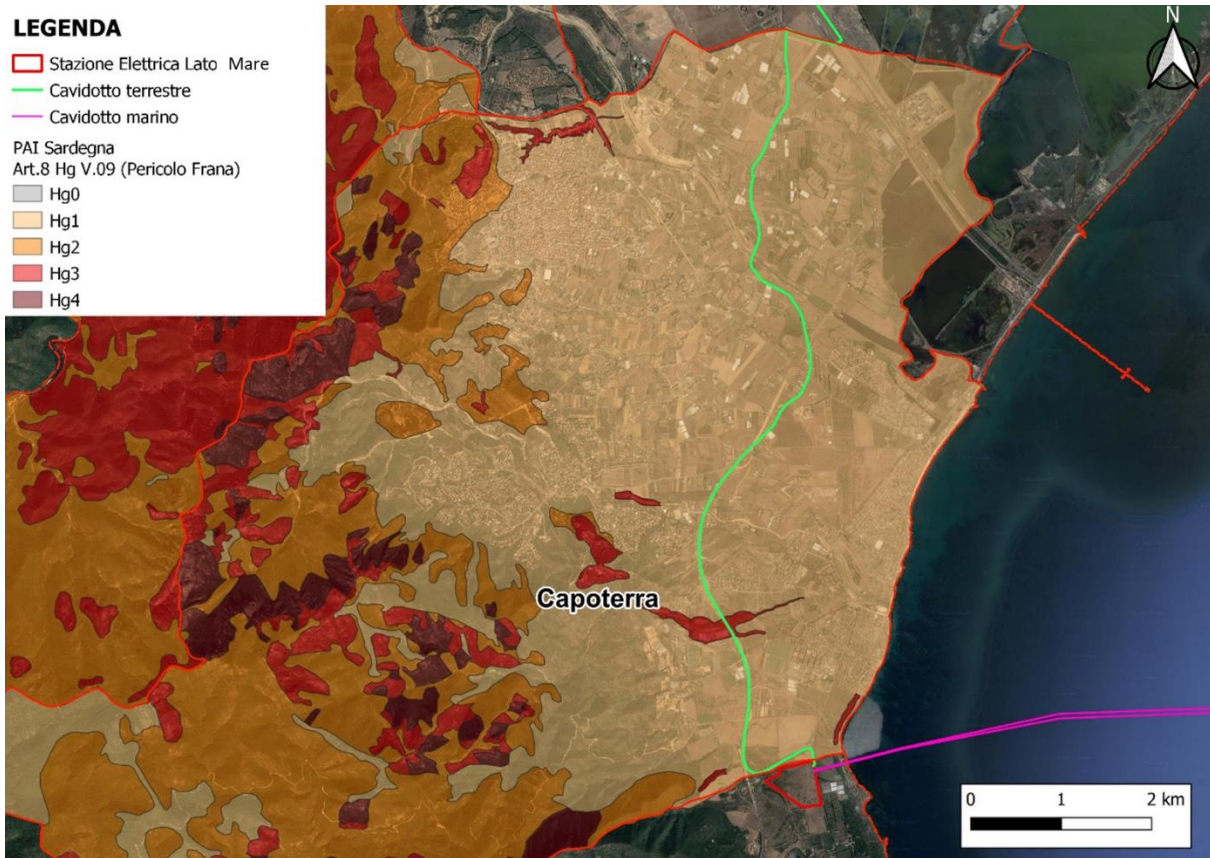 LEGENDA
Stazione Elettrica Lato Mare
Cavidotto terrestre
Cavidotto marino
PAI Sardegna
Art.8 Hg V.09 (Pericolo Frana)
Hg0
Hg1
Hg2
Hg3
Hg4
N
Capoterra
0 1 2 km